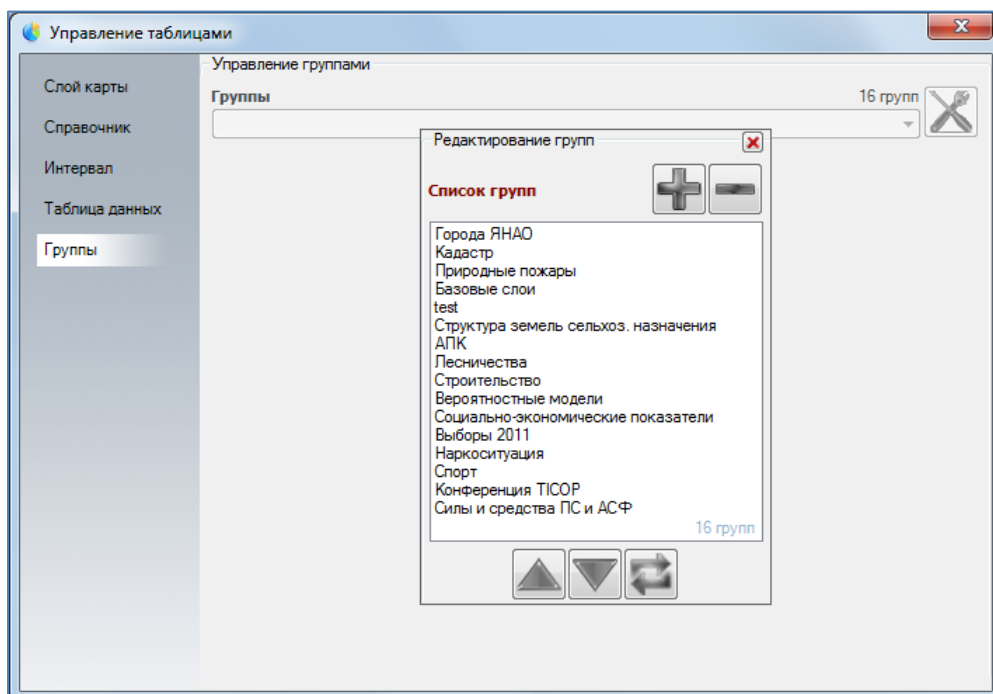 Управление таблицами
Слой карты
Справочник
Интервал
Таблица данных
Группы
Управление группами
Группы
16 групп
Редактирование групп
Список групп
Города ЯНАО
Кадастр
Природные пожары
Базовые слои
test
Структура земель сельхоз. назначения
АПК
Лесничества
Строительство
Вероятностные модели
Социально-экономические показатели
Выборы 2011
Наркоситуация
Спорт
Конференция TICOP
Силы и средства ПС и АСФ
16 групп